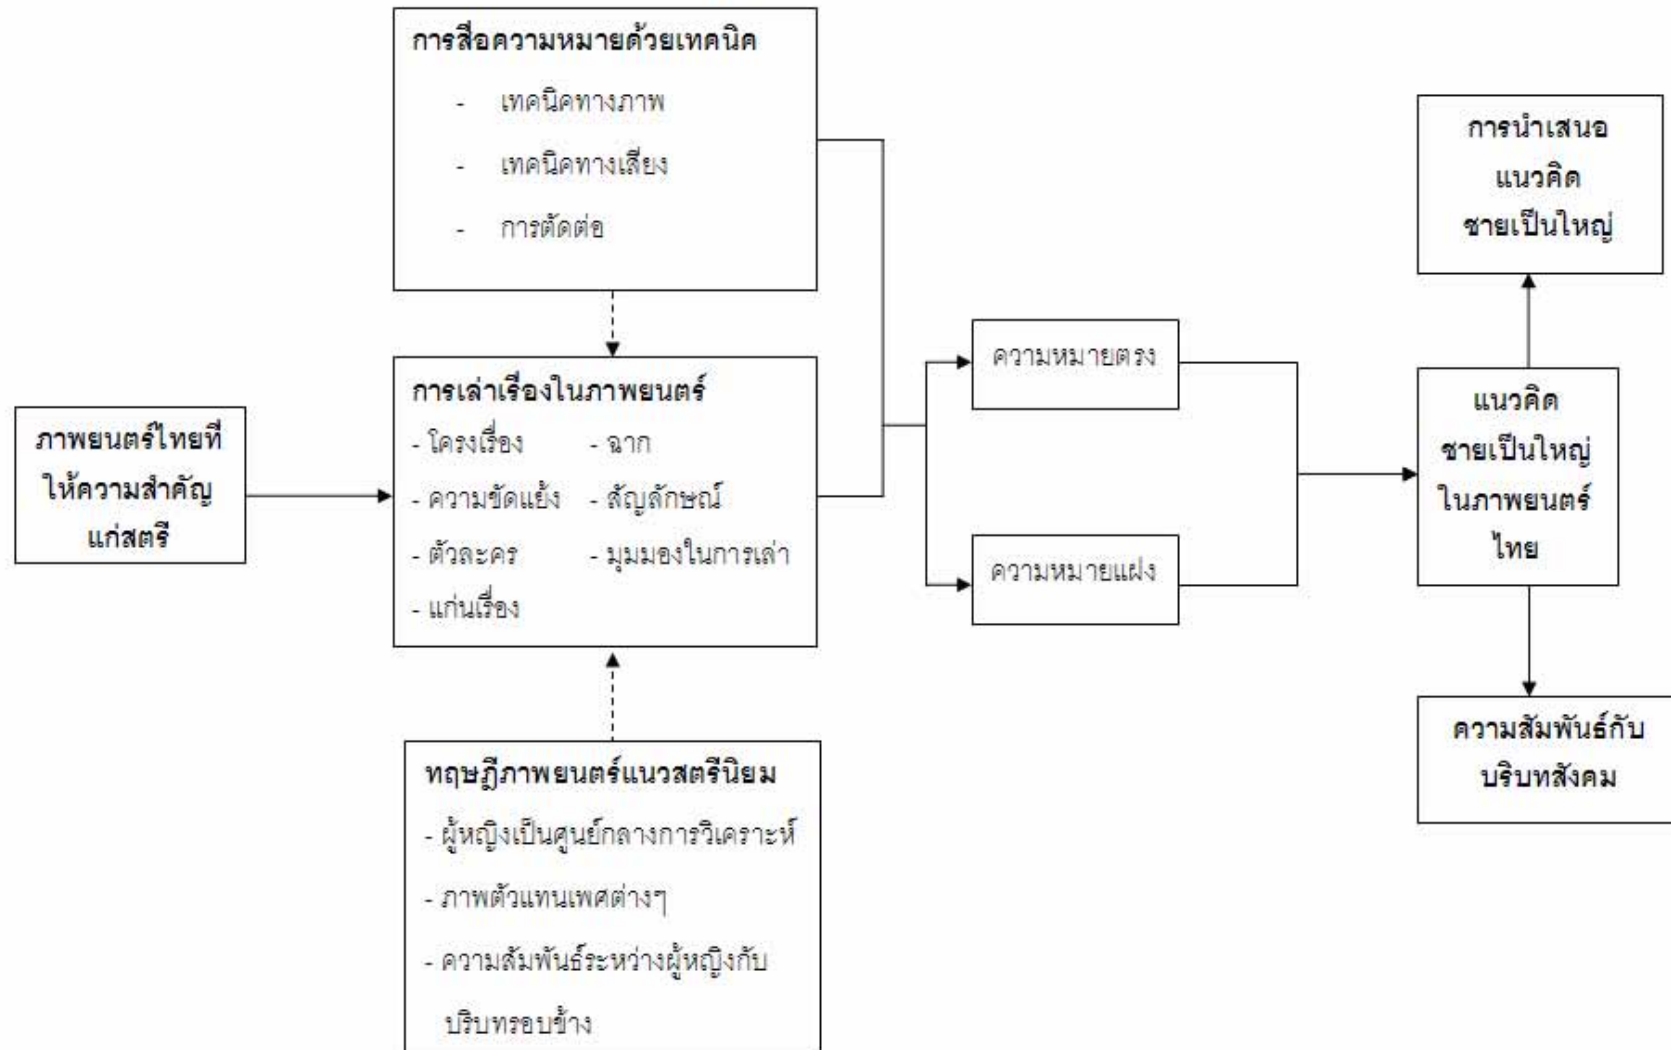 การสื่อความหมายด้วยเทคนิค
- เทคนิคทางภาพ
- เทคนิคทางเสียง
- การตัดต่อ
ภาพยนตร์ไทยที่
ให้ความสำคัญ
แก่สตรี
การเล่าเรื่องในภาพยนตร์
- โครงเรื่อง - ฉาก
- ความขัดแย้ง - สัญลักษณ์
- ตัวละคร - มุมมองในการเล่า
- แก่นเรื่อง
ทฤษฎีภาพยนตร์แนวสตรีนิยม
- ผู้หญิงเป็นศูนย์กลางการวิเคราะห์
- ภาพตัวแทนเพศต่างๆ
- ความสัมพันธ์ระหว่างผู้หญิงกับ
บริบทรอบข้าง
ความหมายตรง
ความหมายแฝง
การนำเสนอ
แนวคิด
ชายเป็นใหญ่
แนวคิด
ชายเป็นใหญ่
ในภาพยนตร์
ไทย
ความสัมพันธ์กับ
บริบทสังคม